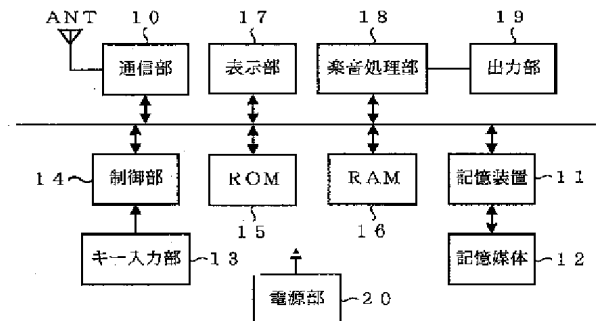 ANT
10
17
18
19
通信部
表示部
楽音処理部
出力部
14
制御部
ROM
RAM
記憶装置
11
15
16
キー入力部
13
記憶媒体
12
電源部
20